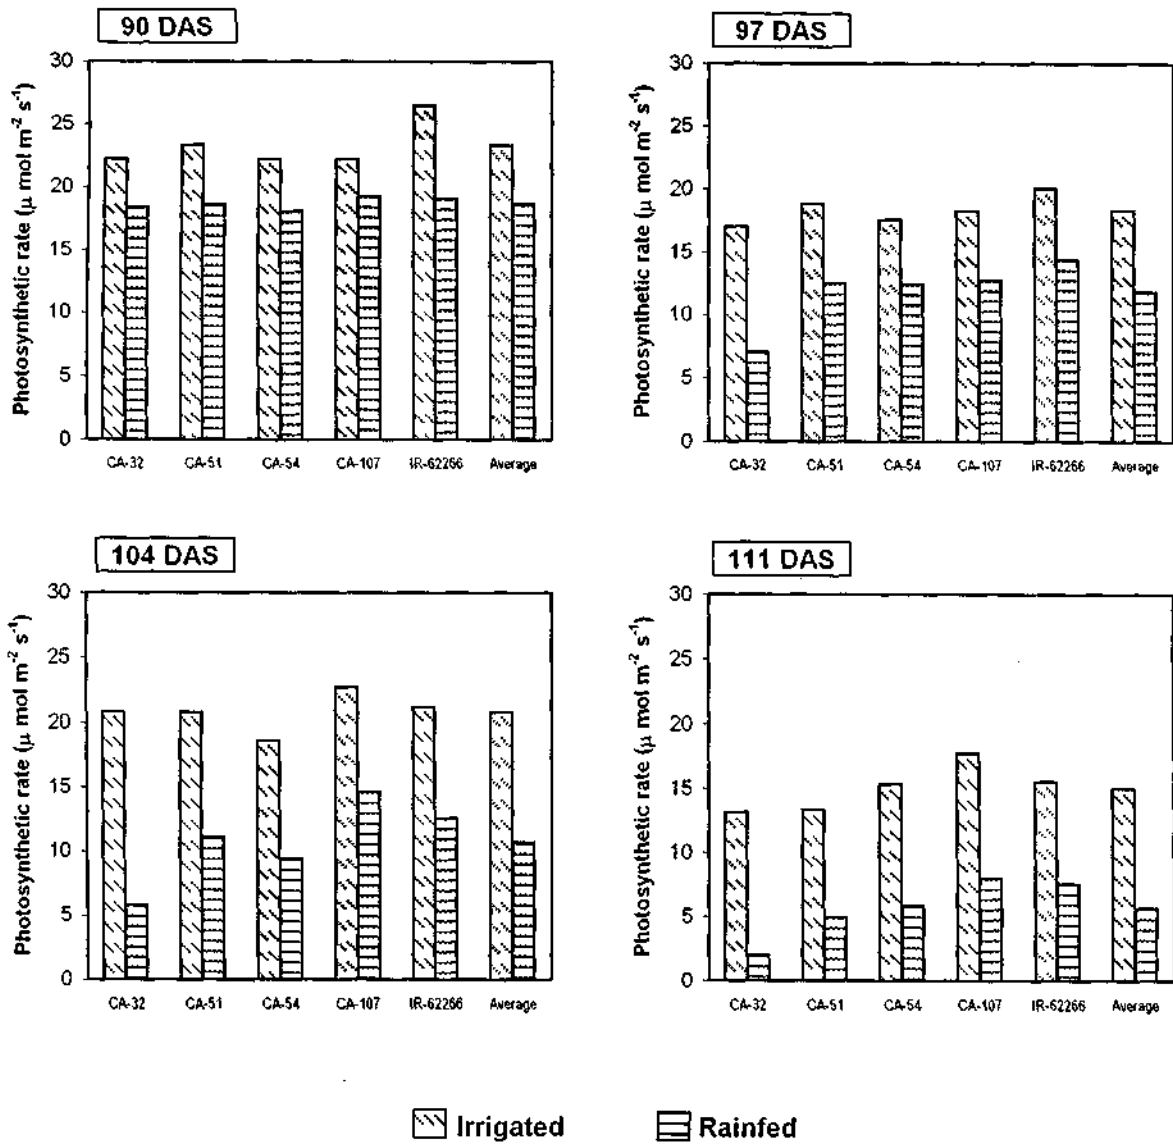 90 DAS
Photosynthetic rate (μ mol m⁻² s⁻¹)
30
25
20
15
10
5
0
CA-32 CA-51 CA-54 CA-107 IR-62266 Average
97 DAS
Photosynthetic rate (μ mol m⁻² s⁻¹)
30
25
20
15
10
5
0
CA-32 CA-51 CA-54 CA-107 IR-62266 Average
104 DAS
Photosynthetic rate (μ mol m⁻² s⁻¹)
30
25
20
15
10
5
0
CA-32 CA-51 CA-54 CA-107 IR-62266 Average
111 DAS
Photosynthetic rate (μ mol m⁻² s⁻¹)
30
25
20
15
10
5
0
CA-32 CA-51 CA-54 CA-107 IR-62266 Average
Irrigated Rainfed